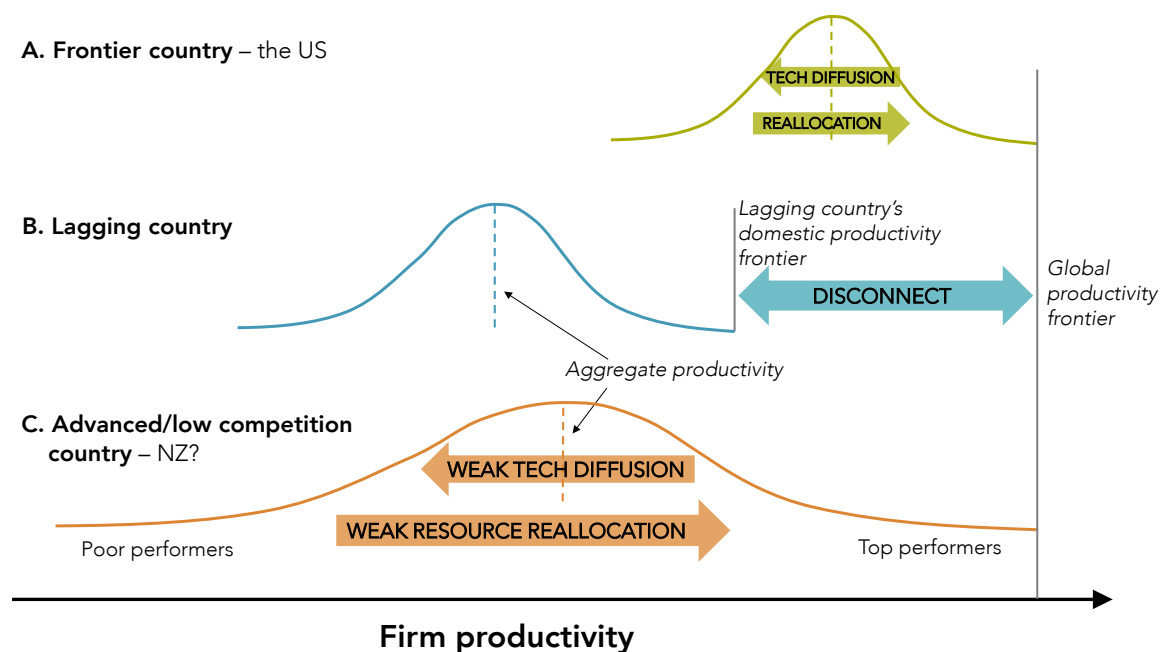 A. Frontier country – the US
TECH DIFFUSION
REALLOCATION
B. Lagging country
Lagging country's
domestic productivity
frontier
DISCONNECT
Global
productivity
frontier
Aggregate productivity
C. Advanced/low competition
country – NZ?
WEAK TECH DIFFUSION
WEAK RESOURCE REALLOCATION
Poor performers
Top performers
Firm productivity